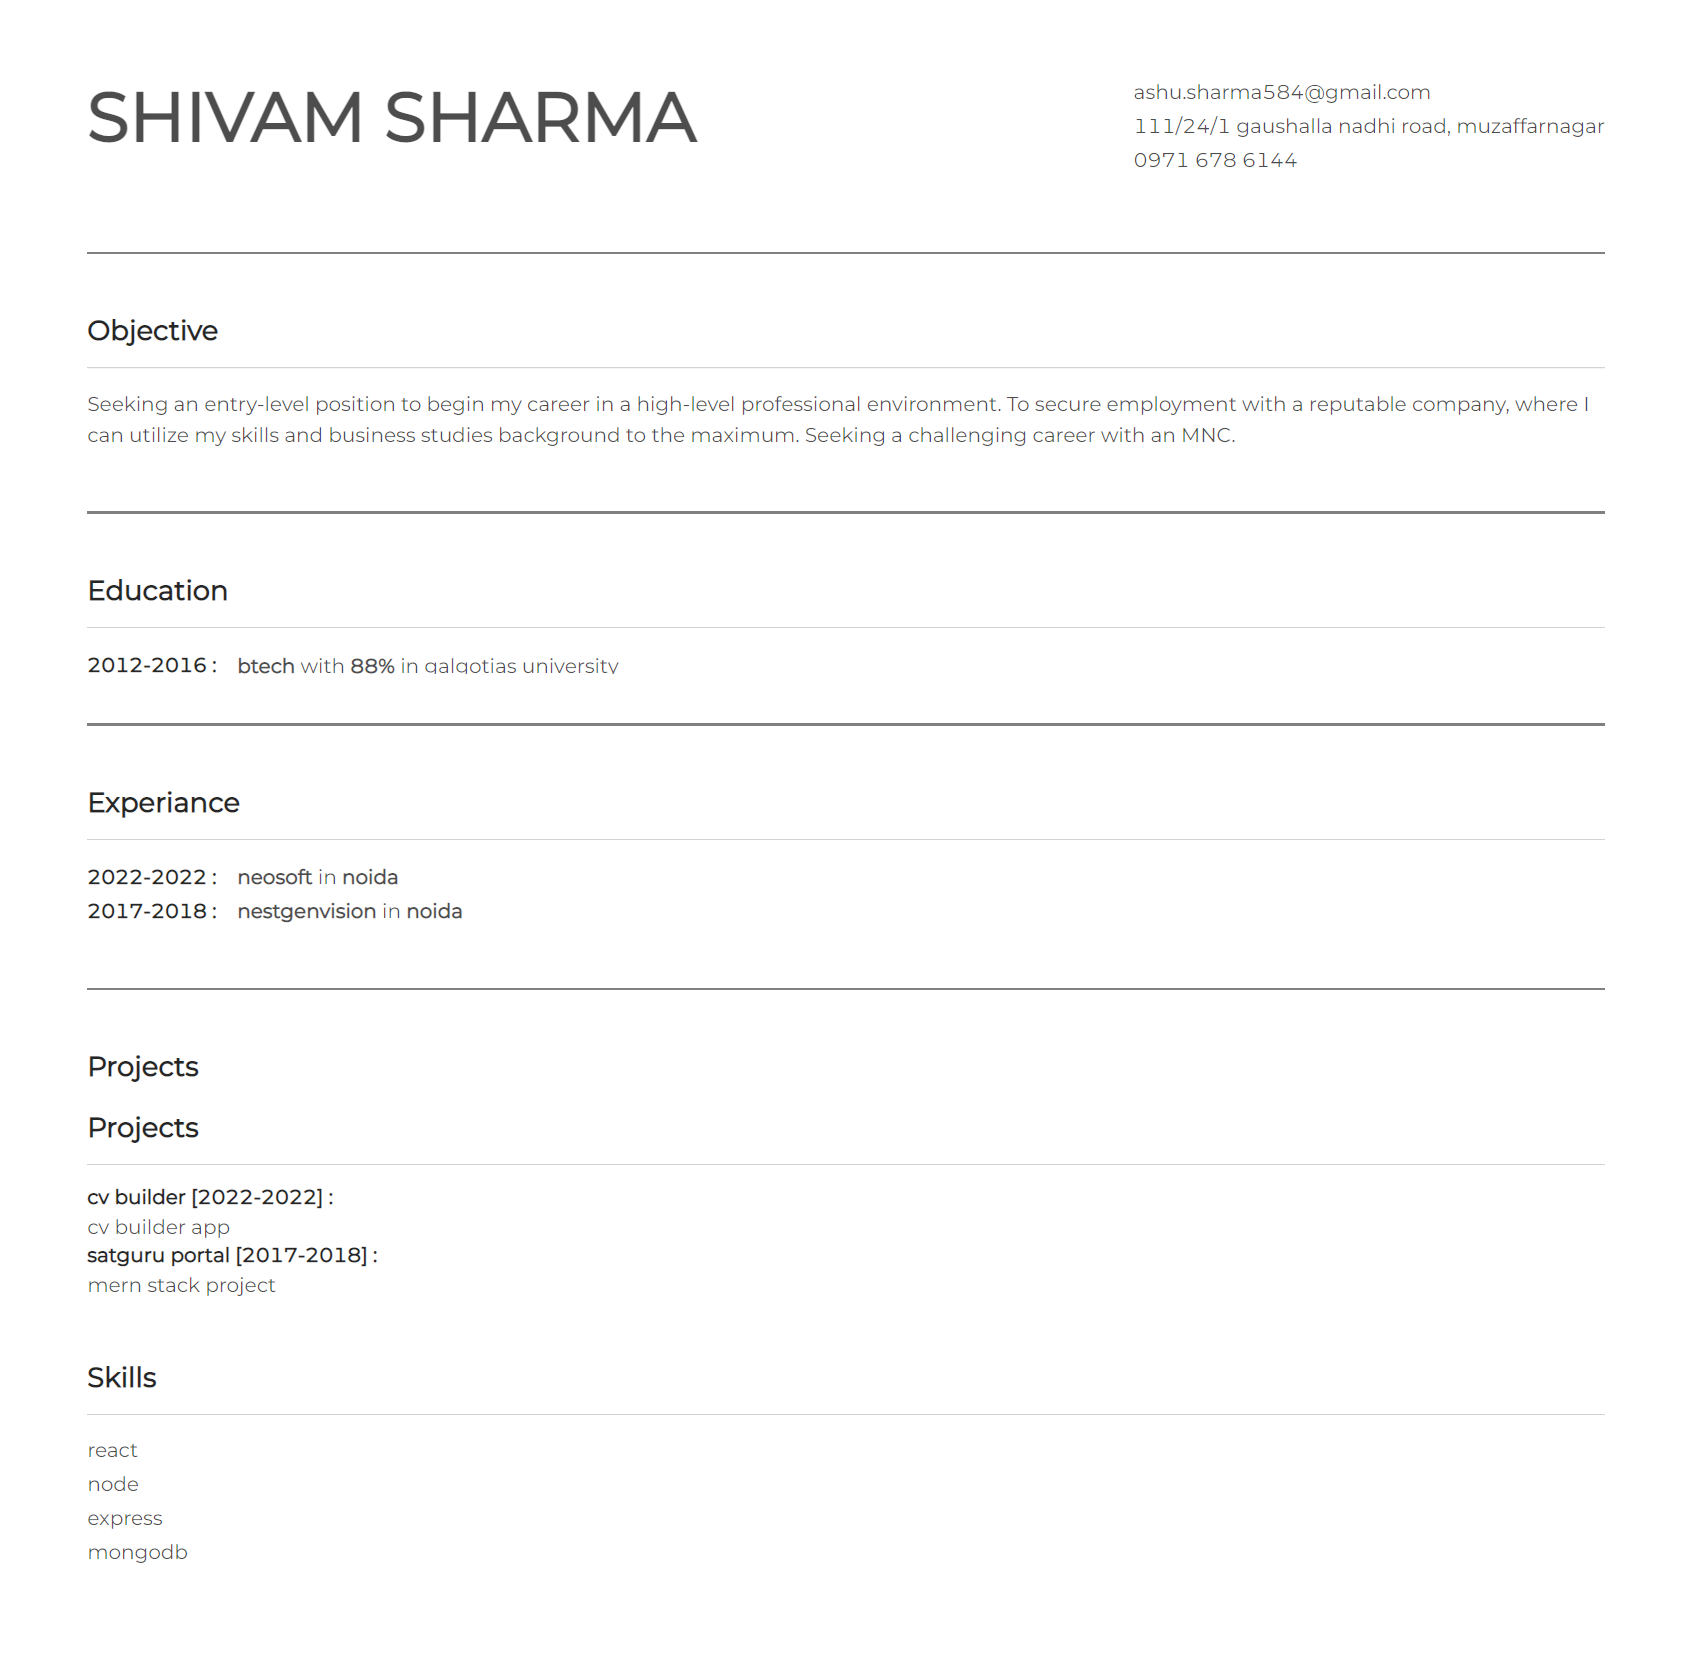 SHIVAM SHARMA
ashu.sharma584@gmail.com
111/24/1 gaushalla nadhi road, muzaffarnagar
0971 678 6144
Objective
Seeking an entry-level position to begin my career in a high-level professional environment. To secure employment with a reputable company, where I
can utilize my skills and business studies background to the maximum. Seeking a challenging career with an MNC.
Education
2012-2016 : btech with 88% in galgotias university
Experiance
2022-2022 : neosoft in noida
2017-2018 : nestgenvision in noida
Projects
Projects
cv builder [2022-2022] :
cv builder app
satguru portal [2017-2018] :
mern stack project
Skills
react
node
express
mongodb